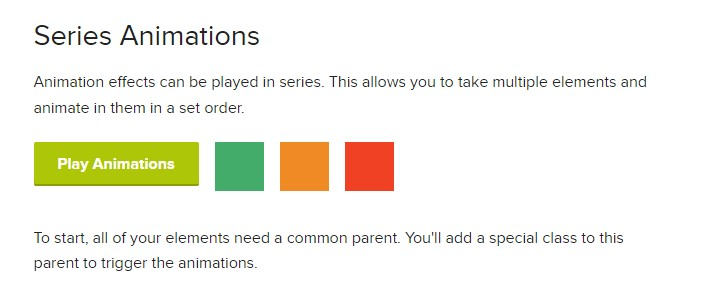 Series Animations
Animation effects can be played in series. This allows you to take multiple elements and
animate in them in a set order.
Play Animations
To start, all of your elements need a common parent. You'll add a special class to this
parent to trigger the animations.